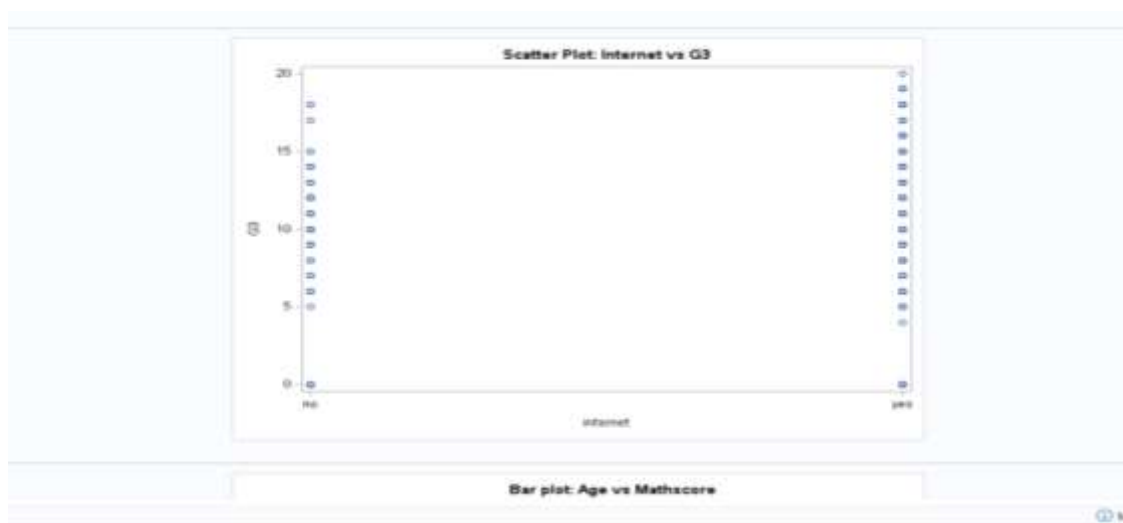 Scatter Plot: Internet vs G3
20
15
G3
10
5
0
no yes
internet
Bar plot: Age vs Mathscore